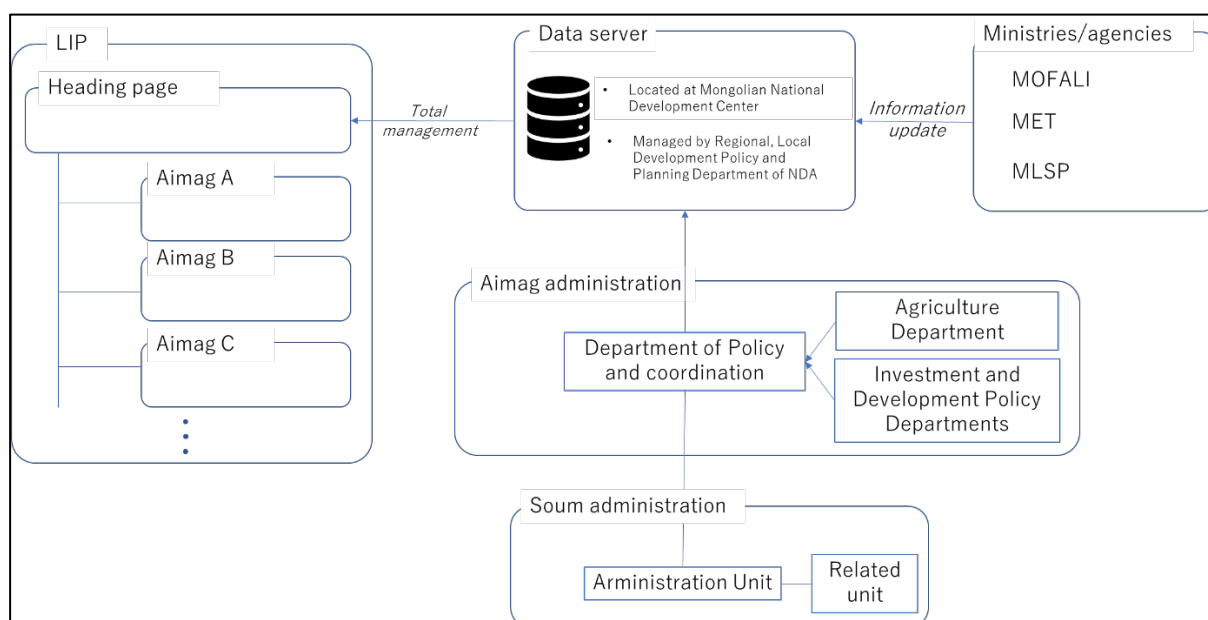 LIP
Heading page
Aimag A
Aimag B
Aimag C
Total
management
Data server
• Located at Mongolian National
Development Center
• Managed by Regional, Local
Development Policy and
Planning Department of NDA
Information
update
Ministries/agencies
MOFALI
MET
MLSP
Aimag administration
Department of Policy
and coordination
Agriculture
Department
Investment and
Development Policy
Departments
Soum administration
Arministration Unit
Related
unit